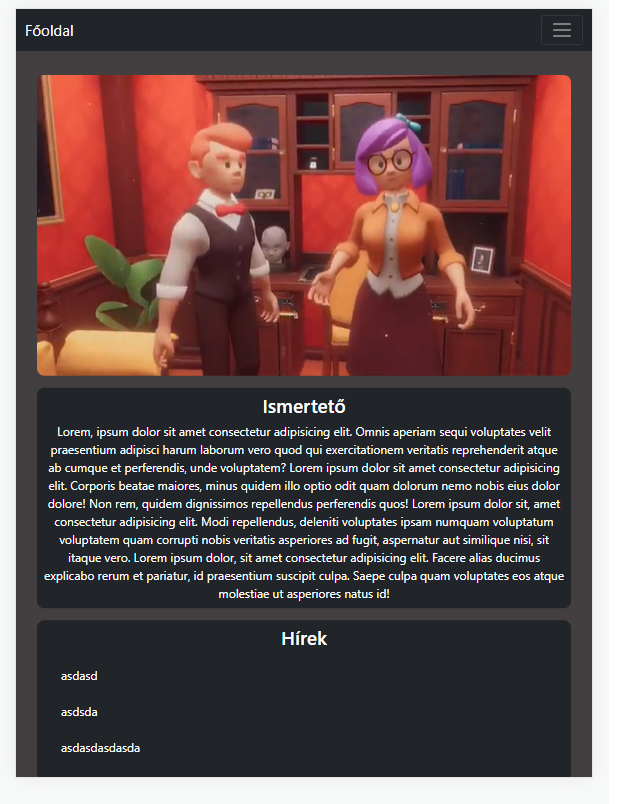 Főoldal
Ismertető
Lorem, ipsum dolor sit amet consectetur adipisicing elit. Omnis aperiam sequi voluptates velit
praesentium adipisci harum laborum vero quod qui exercitationem veritatis reprehenderit atque
ab cumque et perferendis, unde voluptatem? Lorem ipsum dolor sit amet consectetur adipisicing
elit. Corporis beatae maiores, minus quidem illo optio odit quam dolorum nemo nobis eius dolor
dolore! Non rem, quidem dignissimos repellendus perferendis quos! Lorem ipsum dolor sit, amet
consectetur adipisicing elit. Modi repellendus, deleniti voluptates ipsam numquam voluptatum
voluptatem quam corrupti nobis veritatis asperiores ad fugit, aspernatur aut similique nisi, sit
itaque vero. Lorem ipsum dolor, sit amet consectetur adipisicing elit. Facere alias ducimus
explicabo rerum et pariatur, id praesentium suscipit culpa. Saepe culpa quam voluptates eos atque
molestiae ut asperiores natus id!
Hírek
asdasd
asdsda
asdasdasdasda